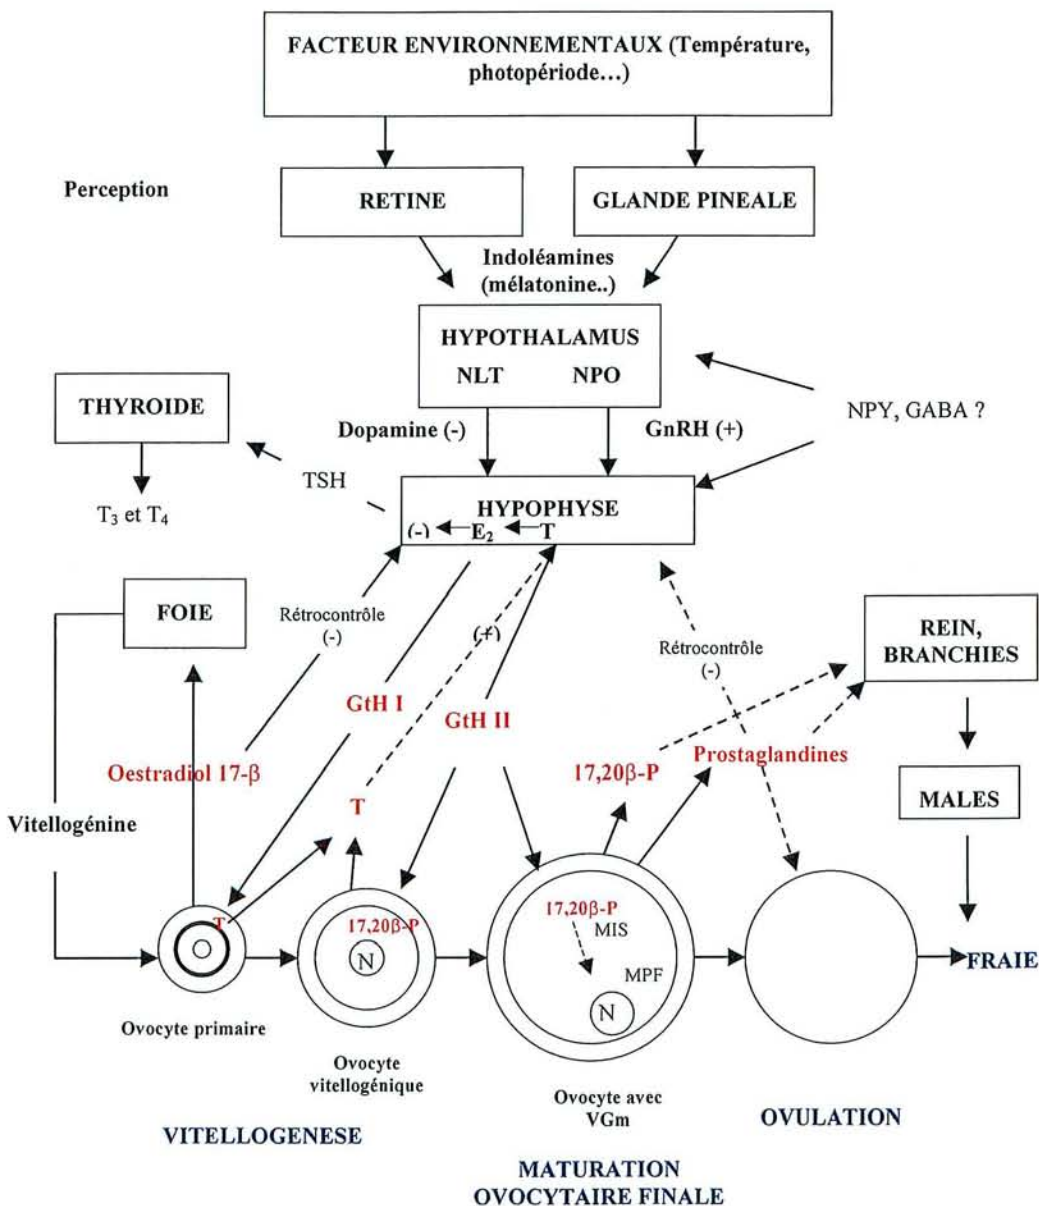 FACTEUR ENVIRONNEMENTAUX (Température,
photopériode...)
Perception
RETINE
GLANDE PINEALE
Indoléamines
(mélatonine..)
HYPOTHALAMUS
NLT NPO
THYROIDE
NPY, GABA ?
Dopamine (-)
GnRH (+)
TSH
HYPOPHYSE
(-) E₂ T
T₃ et T₄
FOIE
Rétrocontrôle
(-)
(+)
Rétrocontrôle
(-)
REIN,
BRANCHIES
GtH I
GtH II
Oestradiol 17-β
17,20β-P
Prostaglandines
T
MALES
Vitellogénine
T
17,20β-P
N
17,20β-P
MIS
MPF
N
FRAIE
Ovocyte primaire
Ovocyte
vitellogénique
Ovocyte avec
VGm
OVULATION
VITELLOGENESE
MATURATION
OVOCYTAIRE FINALE